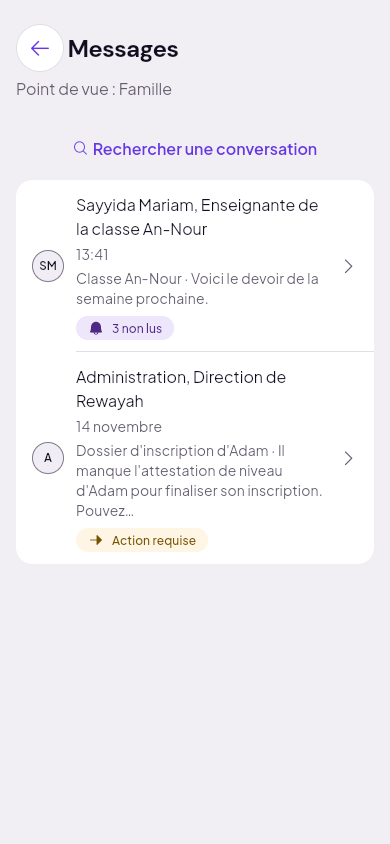 Messages
Point de vue : Famille
Rechercher une conversation
Sayyida Mariam, Enseignante de
la classe An-Nour
13:41
SM
Classe An-Nour · Voici le devoir de la
semaine prochaine.
3 non lus
Administration, Direction de
Rewayah
14 novembre
A
Dossier d'inscription d'Adam · Il
manque l'attestation de niveau
d'Adam pour finaliser son inscription.
Pouvez…
Action requise